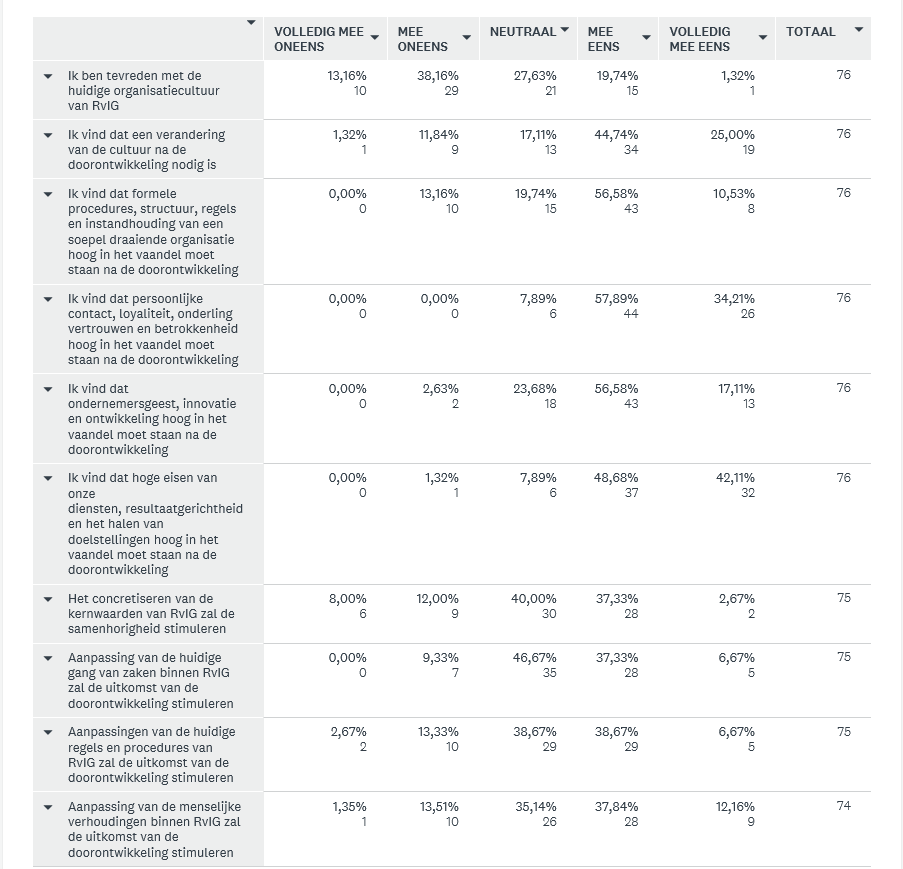 VOLLEDIG MEE ONEENS MEE ONEENS NEUTRAAL MEE EENS VOLLEDIG MEE EENS TOTAAL
Ik ben tevreden met de 13,16% 38,16% 27,63% 19,74% 1,32% 76
huidige organisatiecultuur 10 29 21 15 1
van RvIG
Ik vind dat een verandering 1,32% 11,84% 17,11% 44,74% 25,00% 76
van de cultuur na de 1 9 13 34 19
doorontwikkeling nodig is
Ik vind dat formele 0,00% 13,16% 19,74% 56,58% 10,53% 76
procedures, structuur, regels 0 10 15 43 8
en instandhouding van een
soepel draaiende organisatie
hoog in het vaandel moet
staan na de doorontwikkeling
Ik vind dat persoonlijke 0,00% 0,00% 7,89% 57,89% 34,21% 76
contact, loyaliteit, onderling 0 0 6 44 26
vertrouwen en betrokkenheid
hoog in het vaandel moet
staan na de doorontwikkeling
Ik vind dat 0,00% 2,63% 23,68% 56,58% 17,11% 76
ondernemersgeest, innovatie 0 2 18 43 13
en ontwikkeling hoog in het
vaandel moet staan na de
doorontwikkeling
Ik vind dat hoge eisen van 0,00% 1,32% 7,89% 48,68% 42,11% 76
onze 0 1 6 37 32
diensten, resultaatgerichtheid
en het halen van
doelstellingen hoog in het
vaandel moet staan na de
doorontwikkeling
Het concretiseren van de 8,00% 12,00% 40,00% 37,33% 2,67% 75
kernwaarden van RvIG zal de 6 9 30 28 2
samenhorigheid stimuleren
Aanpassing van de huidige 0,00% 9,33% 46,67% 37,33% 6,67% 75
gang van zaken binnen RvIG 0 7 35 28 5
zal de uitkomst van de
doorontwikkeling stimuleren
Aanpassingen van de huidige 2,67% 13,33% 38,67% 38,67% 6,67% 75
regels en procedures van 2 10 29 29 5
RvIG zal de uitkomst van de
doorontwikkeling stimuleren
Aanpassing van de menselijke 1,35% 13,51% 35,14% 37,84% 12,16% 74
verhoudingen binnen RvIG zal 1 10 26 28 9
de uitkomst van de
doorontwikkeling stimuleren